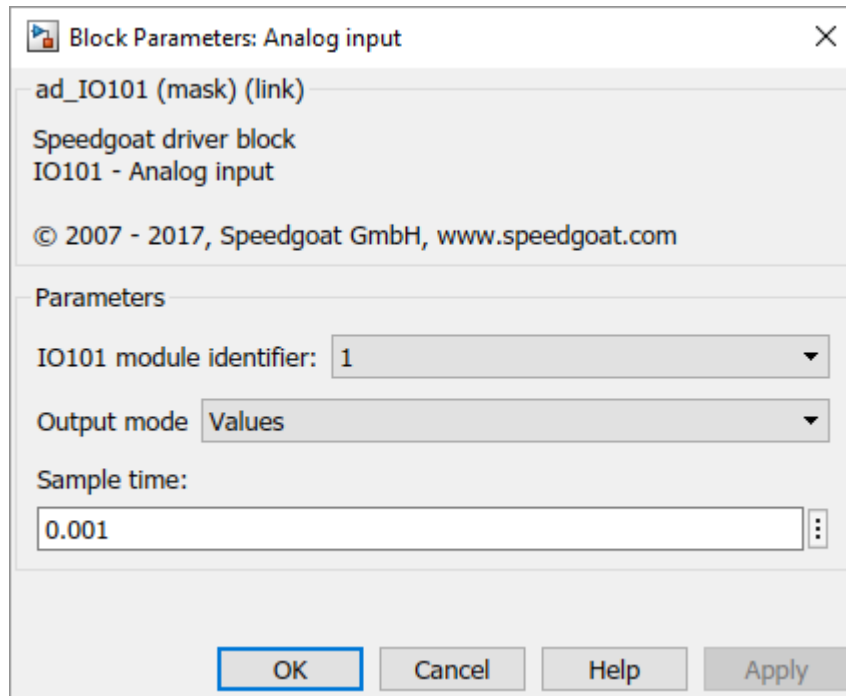 Block Parameters: Analog input
ad_IO101 (mask) (link)
Speedgoat driver block
IO101 - Analog input
© 2007 - 2017, Speedgoat GmbH, www.speedgoat.com
Parameters
IO101 module identifier: 1
Output mode Values
Sample time:
0.001
OK Cancel Help Apply